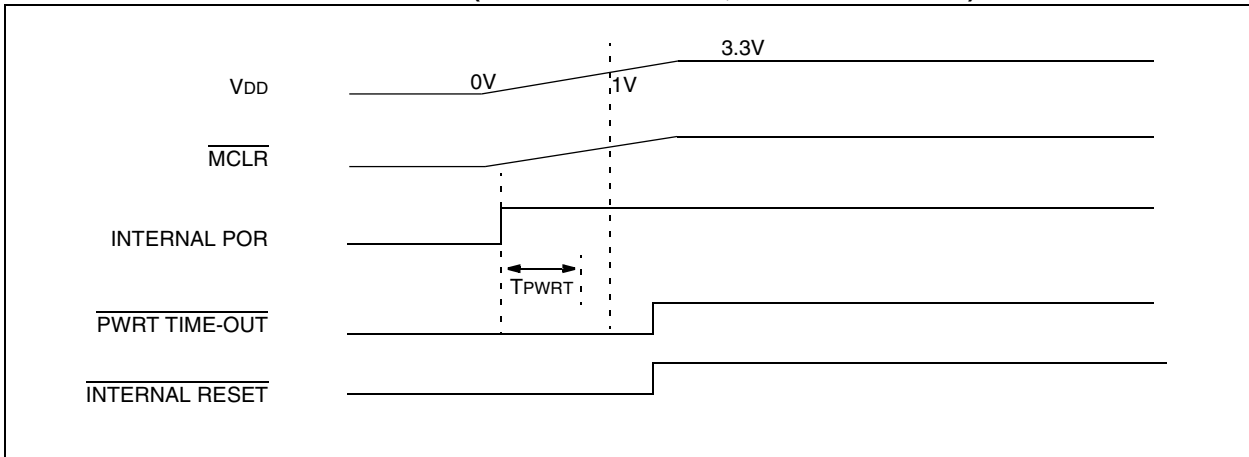 3.3V
VDD
0V
1V
MCLR
INTERNAL POR
TPWRT
PWRT TIME-OUT
INTERNAL RESET